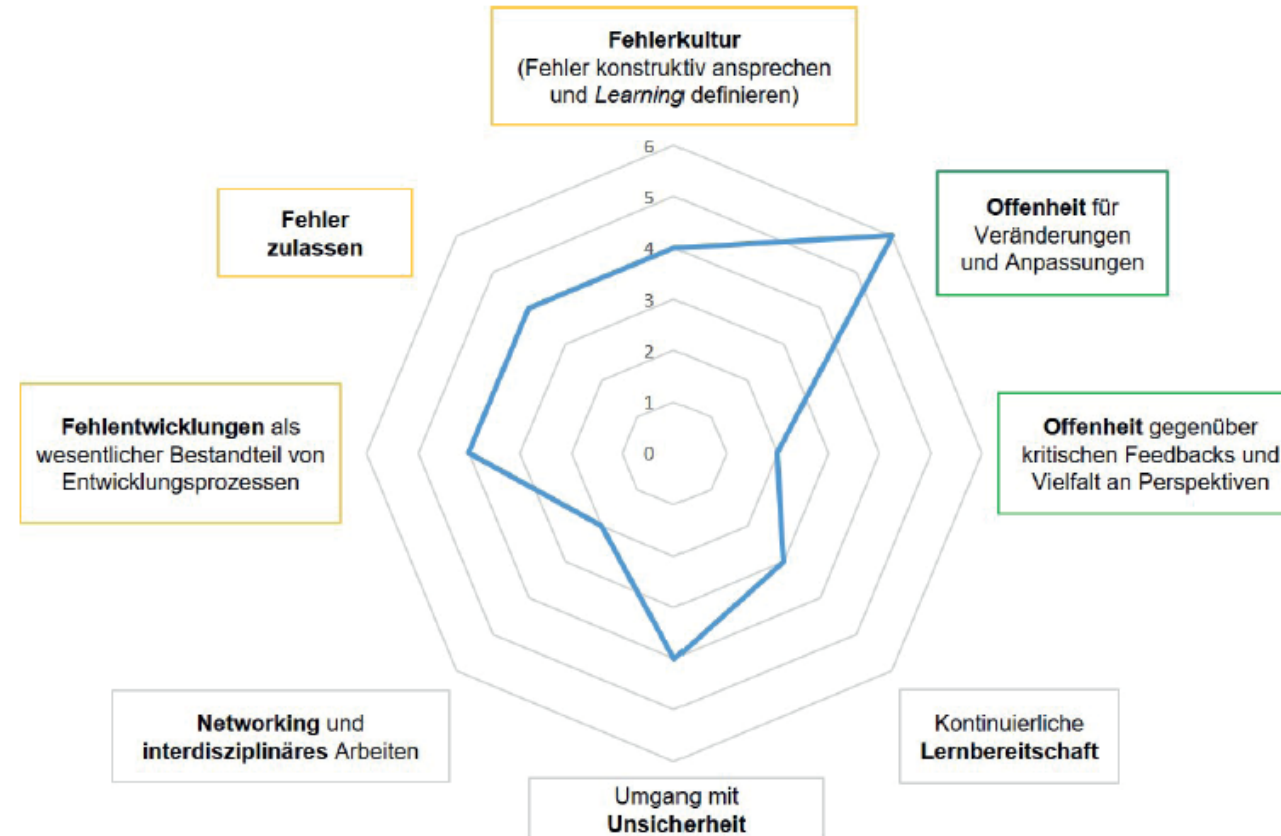 Fehlerkultur
(Fehler konstruktiv ansprechen
und Learning definieren)
6
5
4
3
2
1
0
Offenheit für
Veränderungen
und Anpassungen
Offenheit gegenüber
kritischen Feedbacks und
Vielfalt an Perspektiven
Kontinuierliche
Lernbereitschaft
Umgang mit
Unsicherheit
Networking und
interdisziplinäres Arbeiten
Fehlentwicklungen als
wesentlicher Bestandteil von
Entwicklungsprozessen
Fehler
zulassen